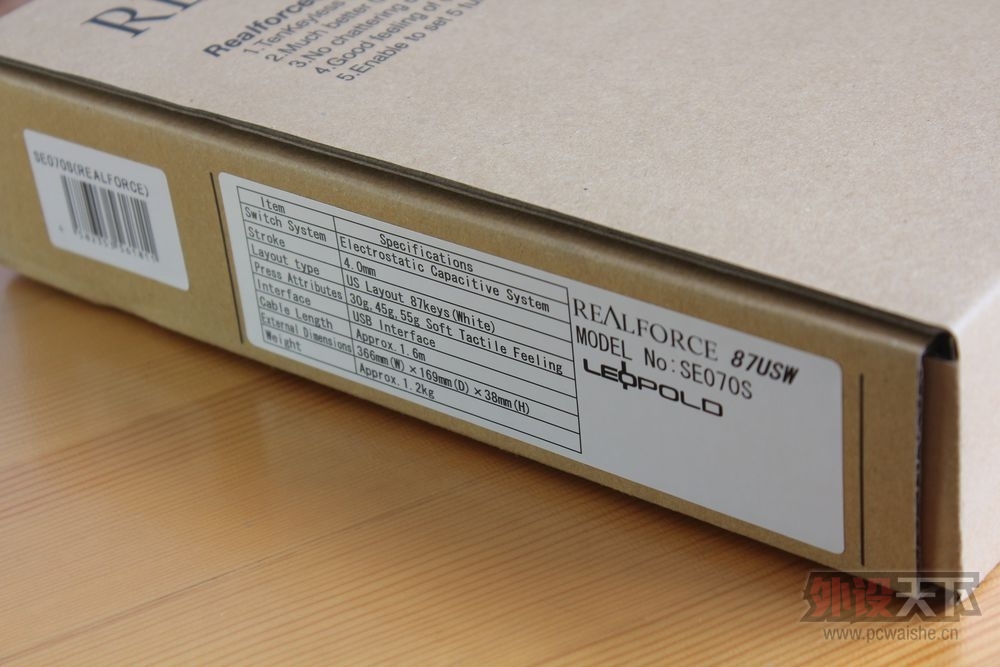 Realforce
1.TenKeyless
2.Much better
3.No chattering
4.Good feeling of
5.Enable to set 5
SE070S(REALFORCE)
Item Specifications
Switch System Electrostatic Capacitive System
Stroke 4.0mm
Layout type US Layout 87keys(White)
Press Attributes 30g,45g,55g Soft Tactile Feeling
Interface USB Interface
Cable Length Approx.1.6m
External Dimensions 366mm(W)×169mm(D)×38mm(H)
Weight Approx.1.2kg
REALFORCE 87USW
MODEL No:SE070S
LEOPOLD
外设天下
www.pcwaishe.cn